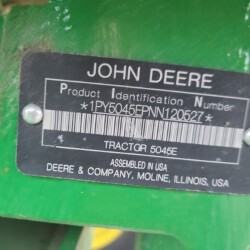 JOHN DEERE
Product Identification Number
*1PY5045EPNN120527*
TRACTOR 5045E
ASSEMBLED IN USA
DEERE & COMPANY, MOLINE, ILLINOIS, USA